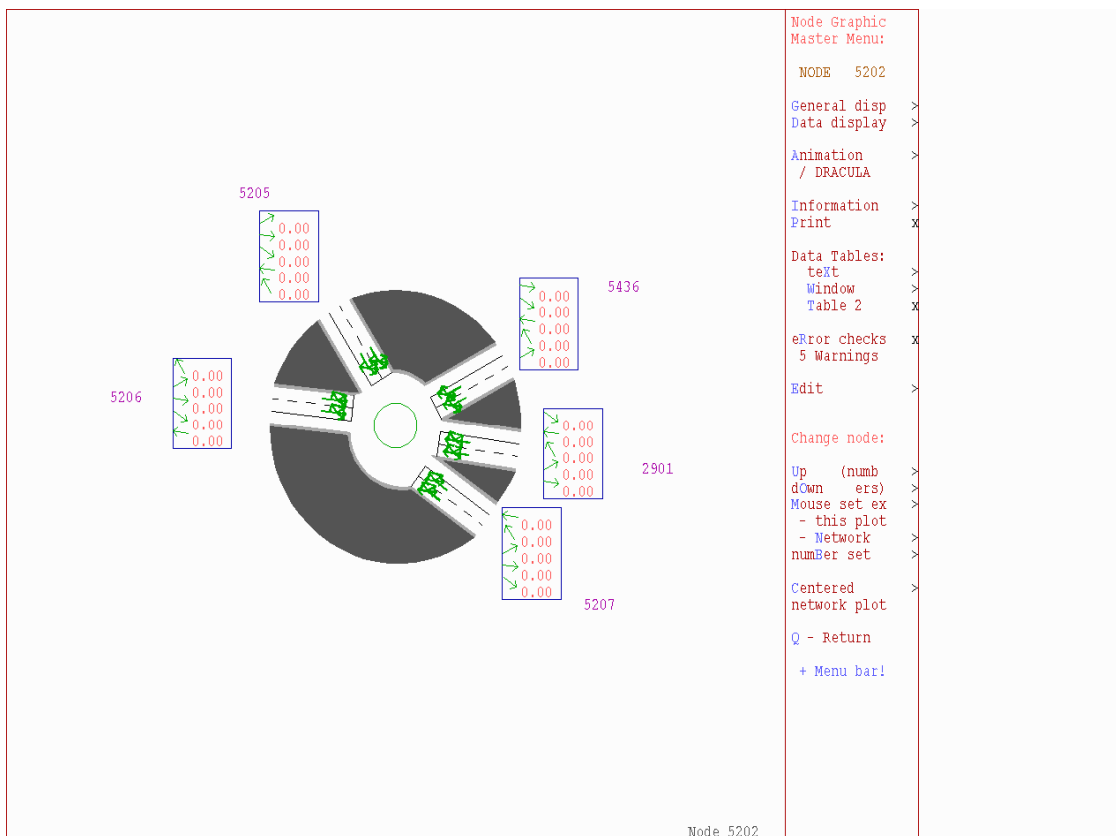 5205
0.00
0.00
0.00
0.00
0.00
5436
0.00
0.00
0.00
0.00
0.00
5206
0.00
0.00
0.00
0.00
0.00
2901
0.00
0.00
0.00
0.00
0.00
5207
0.00
0.00
0.00
0.00
0.00
Node 5202
Node Graphic
Master Menu:
NODE 5202
General disp >
Data display >
Animation >
/ DRACULA
Information >
Print x
Data Tables:
teXt >
Window >
Table 2 x
eRror checks x
5 Warnings
Edit >
Change node:
Up (numb >
dOwn ers) >
Mouse set ex >
- this plot
- Network >
numBer set >
Centered >
network plot
Q - Return
+ Menu bar!